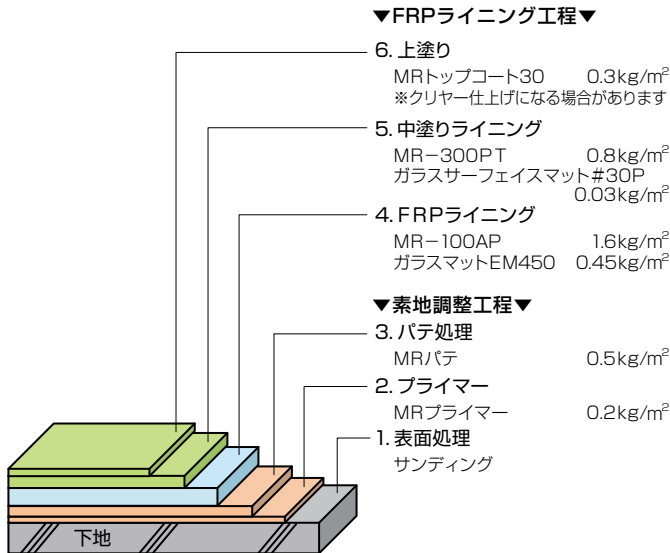 ▼FRPライニング工程▼
6. 上塗り
MRトップコート30 0.3kg/m²
※クリヤー仕上げになる場合があります
5. 中塗りライニング
MR−300PT 0.8kg/m²
ガラスサーフェイスマット#30P
0.03kg/m²
4. FRPライニング
MR−100AP 1.6kg/m²
ガラスマットEM450 0.45kg/m²
▼素地調整工程▼
3. パテ処理
MRパテ 0.5kg/m²
2. プライマー
MRプライマー 0.2kg/m²
1. 表面処理
サンディング
下地